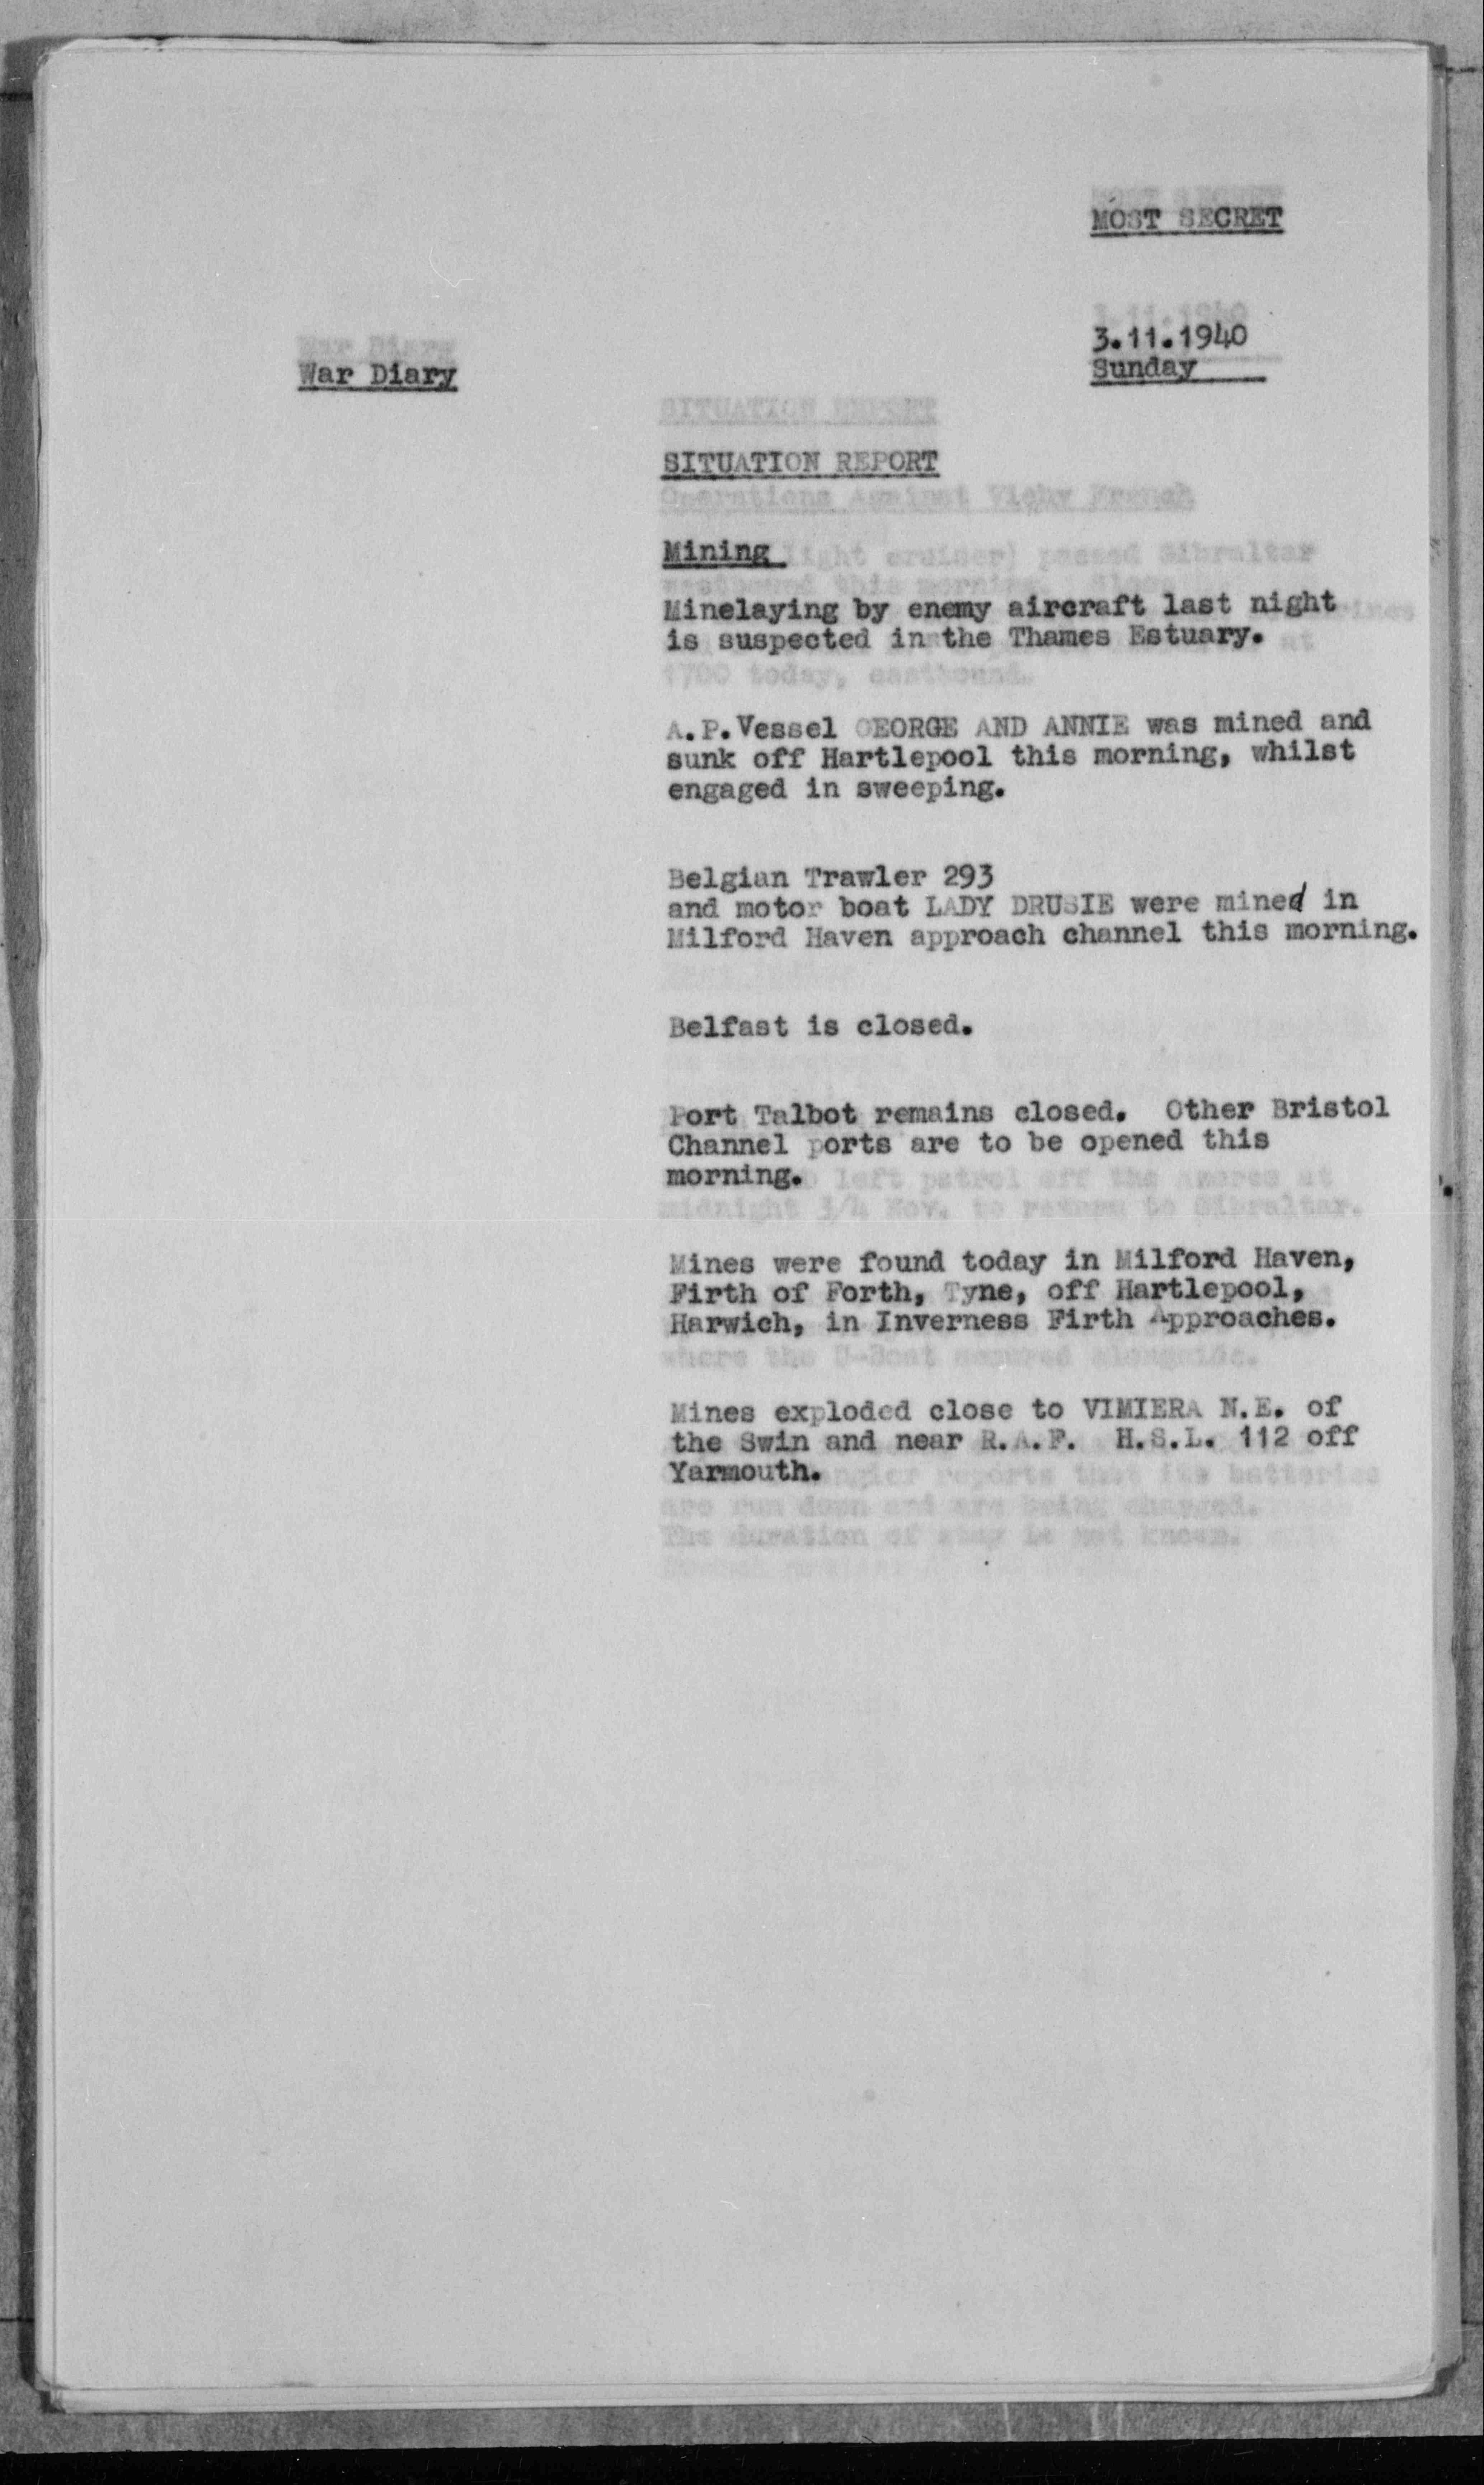 MOST SECRET
3.11.1940
War Diary
Sunday
SITUATION REPORT
Mining
Minelaying by enemy aircraft last night
is suspected in the Thames Estuary.
A.P.Vessel GEORGE AND ANNIE was mined and
sunk off Hartlepool this morning, whilst
engaged in sweeping.
Belgian Trawler 293
and motor boat LADY DRUSIE were mined in
Milford Haven approach channel this morning.
Belfast is closed.
Port Talbot remains closed. Other Bristol
Channel ports are to be opened this
morning.
Mines were found today in Milford Haven,
Firth of Forth, Tyne, off Hartlepool,
Harwich, in Inverness Firth Approaches.
Mines exploded close to VIMIERA N.E. of
the Swin and near R.A.F. H.S.L. 112 off
Yarmouth.